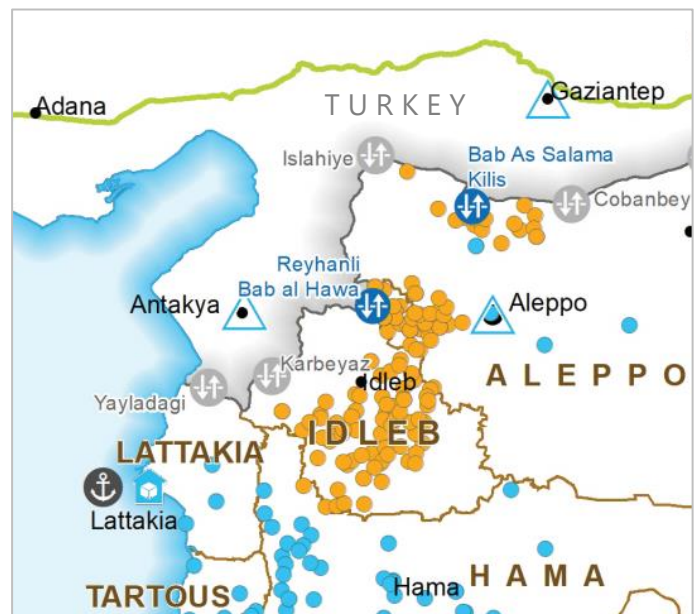 Adana
TURKEY
Gaziantep
Islahiye
Bab As Salama
Kilis
Cobanbey
Reyhanli
Bab al Hawa
Antakya
Aleppo
Karbeyaz
Idleb
ALEPPO
Yayladagi
IDLEB
LATTAKIA
Lattakia
HAMA
Hama
TARTOUS